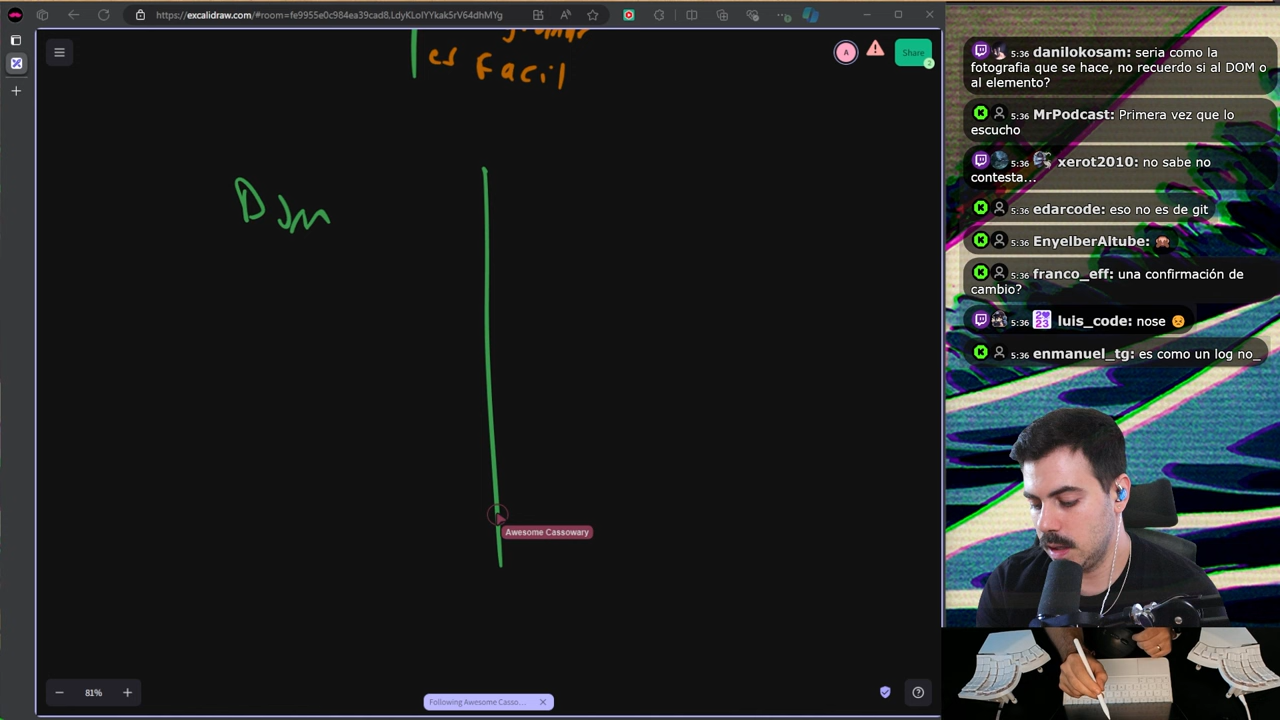 https://excalidraw.com/#room=fe9955e0c984ea39cad8,LdyKLoIYYkak5rV64dhMYg
A
Share
2
es Facil
DOM
Awesome Cassowary
81%
Following Awesome Casso...
5:36 danilokosam: seria como la
fotografia que se hace, no recuerdo si al DOM o
al elemento?
5:36 MrPodcast: Primera vez que lo
escucho
5:36 xerot2010: no sabe no
contesta...
5:36 edarcode: eso no es de git
5:36 EnyelberAltube:
5:36 franco_eff: una confirmación de
cambio?
5:36 2023 luis_code: nose
5:36 enmanuel_tg: es como un log no_